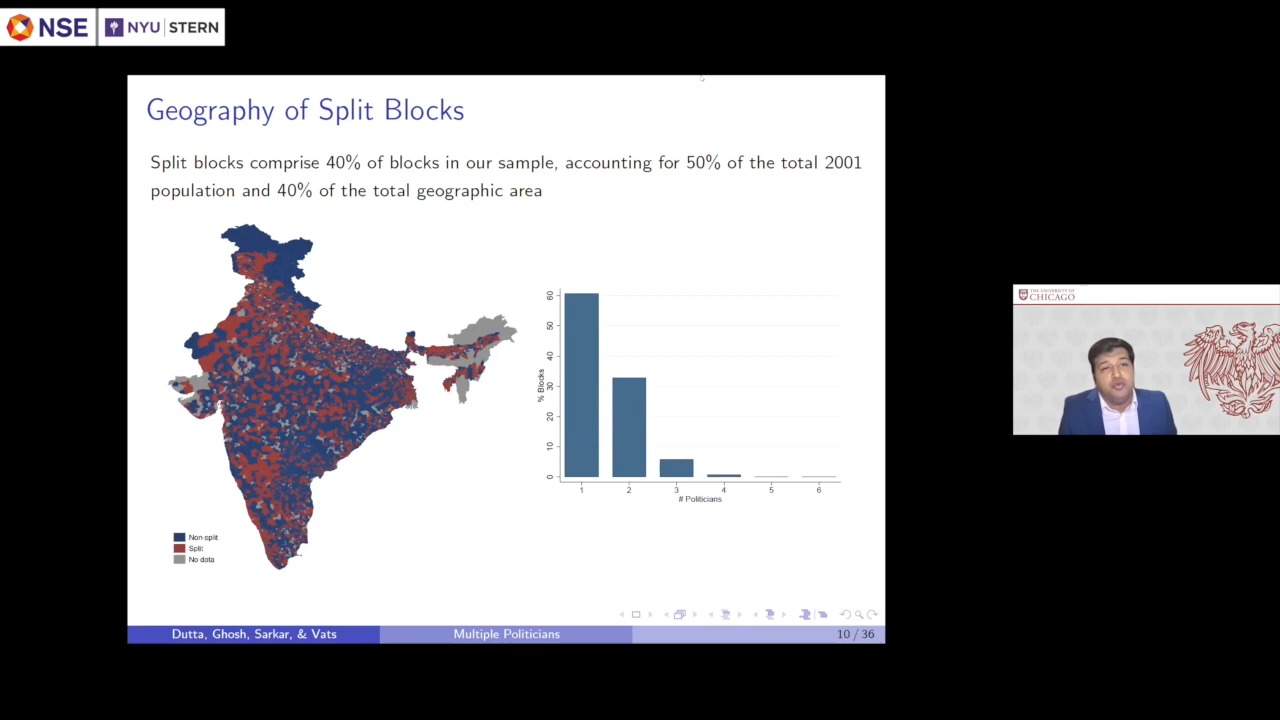 NSE
NYU | STERN
Geography of Split Blocks
Split blocks comprise 40% of blocks in our sample, accounting for 50% of the total 2001
population and 40% of the total geographic area
Non-split
Split
No data
% Blocks
60
50
40
30
20
10
0
1 2 3 4 5 6
# Politicians
Dutta, Ghosh, Sarkar, & Vats
Multiple Politicians
10 / 36
THE UNIVERSITY OF
CHICAGO